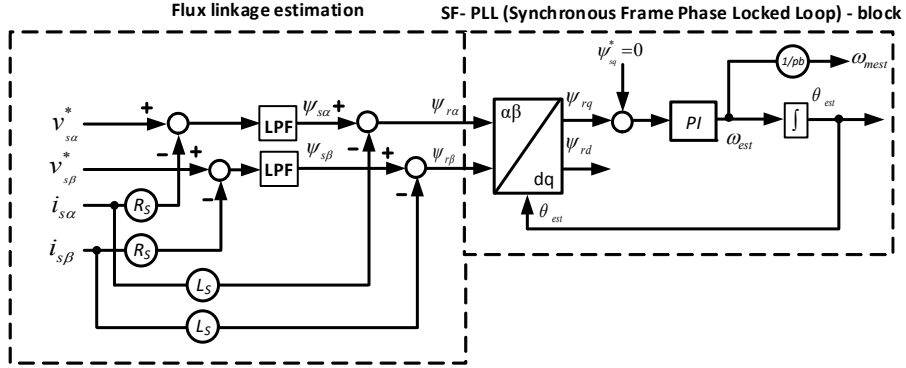 Flux linkage estimation
SF- PLL (Synchronous Frame Phase Locked Loop) - block
ψ*sq=0
1/pb
ωmest
v*sα
+
−
LPF
ψsα
+
−
ψrα
αβ
dq
ψrq
PI
ωest
∫
θest
v*sβ
+
−
LPF
ψsβ
+
−
ψrβ
ψrd
isα
RS
θest
isβ
RS
LS
LS